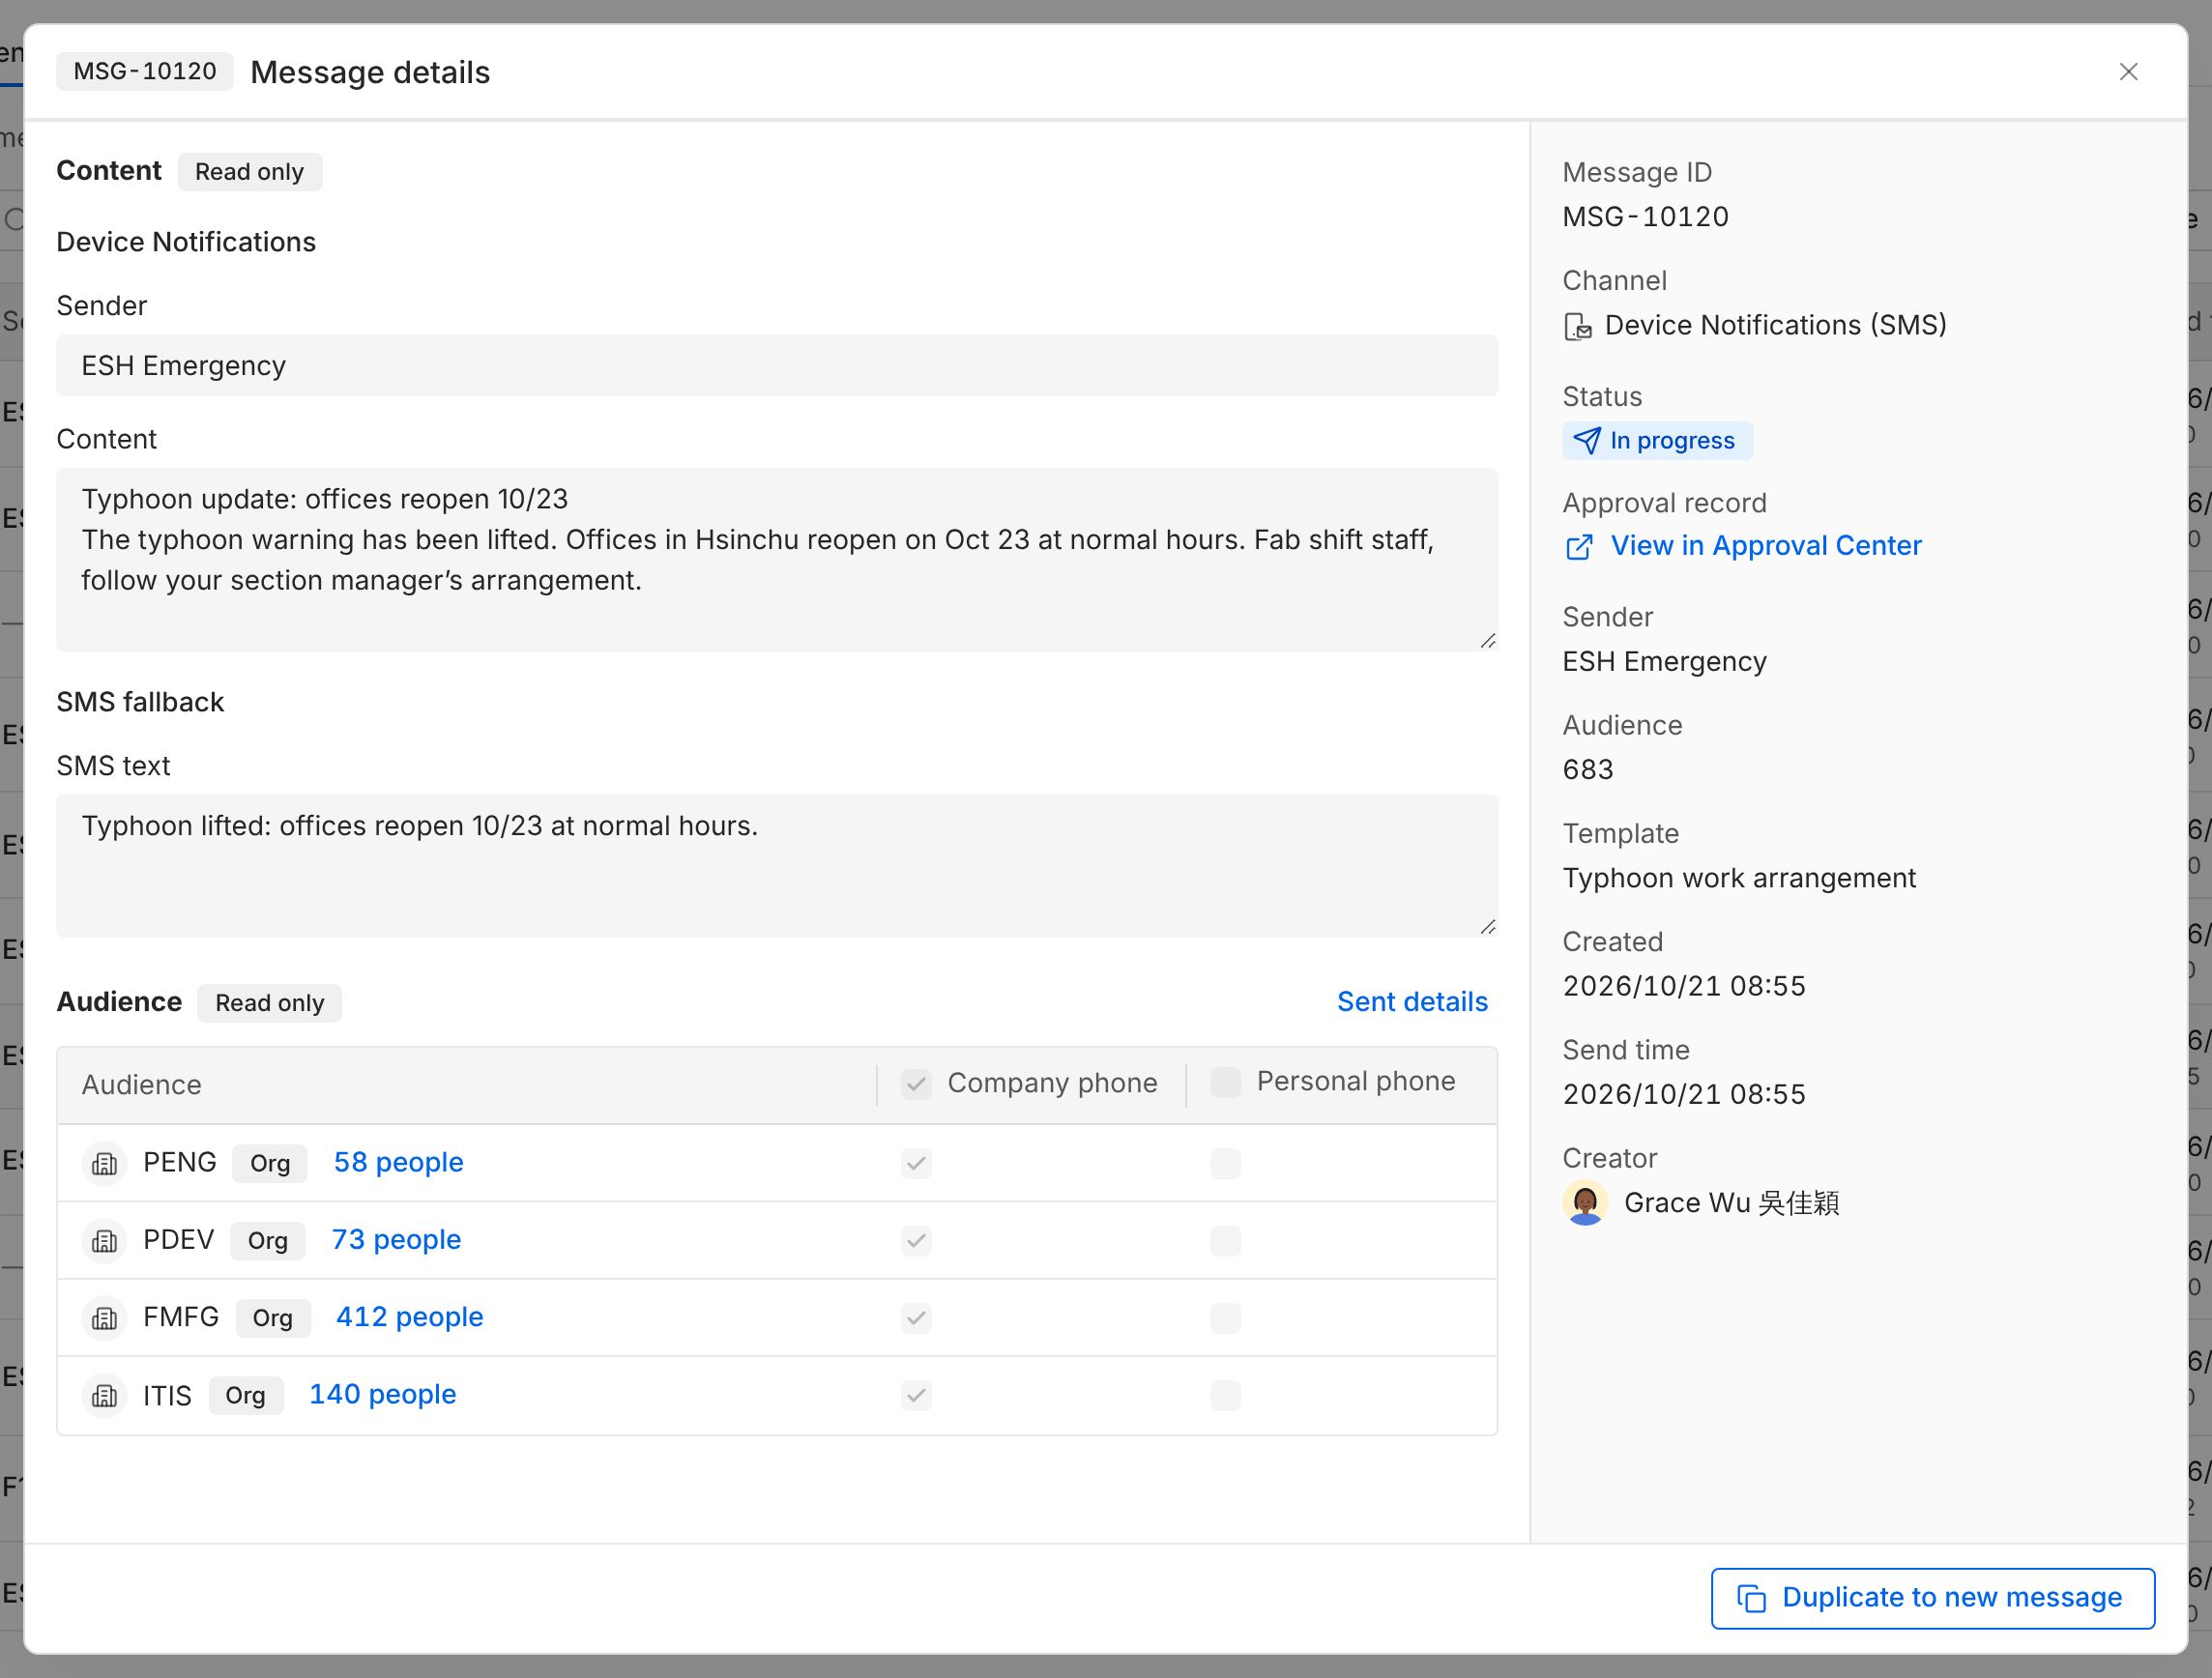 MSG-10120 Message details
Content Read only
Device Notifications
Sender
ESH Emergency
Content
Typhoon update: offices reopen 10/23
The typhoon warning has been lifted. Offices in Hsinchu reopen on Oct 23 at normal hours. Fab shift staff,
follow your section manager’s arrangement.
SMS fallback
SMS text
Typhoon lifted: offices reopen 10/23 at normal hours.
Audience Read only Sent details
Audience Company phone Personal phone
PENG Org 58 people
PDEV Org 73 people
FMFG Org 412 people
ITIS Org 140 people
Message ID
MSG-10120
Channel
Device Notifications (SMS)
Status
In progress
Approval record
View in Approval Center
Sender
ESH Emergency
Audience
683
Template
Typhoon work arrangement
Created
2026/10/21 08:55
Send time
2026/10/21 08:55
Creator
Grace Wu 吳佳穎
Duplicate to new message